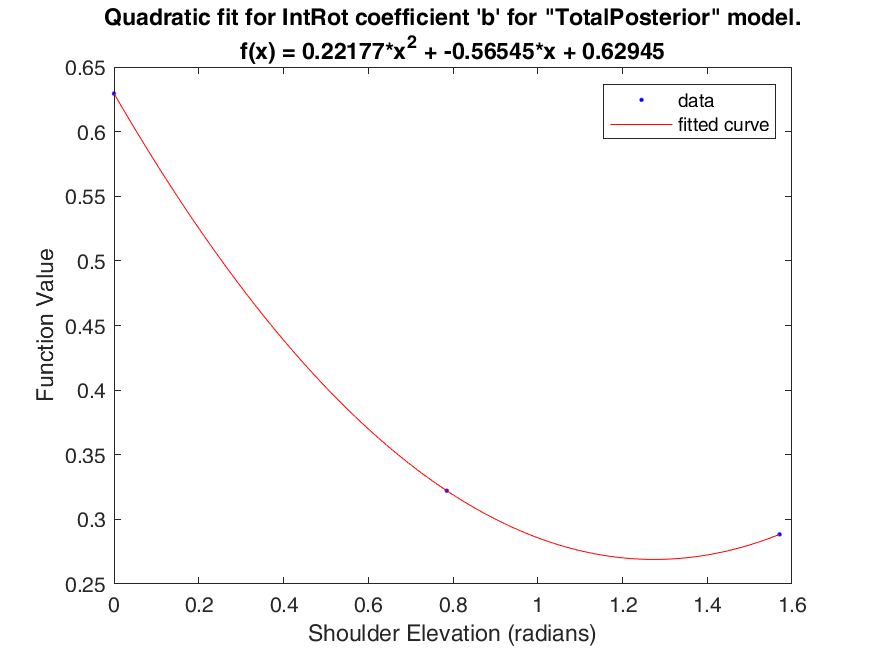 Quadratic fit for IntRot coefficient 'b' for "TotalPosterior" model.
f(x) = 0.22177*x² + -0.56545*x + 0.62945
0.65
0.6
0.55
0.5
0.45
0.4
0.35
0.3
0.25
Function Value
data
fitted curve
0 0.2 0.4 0.6 0.8 1 1.2 1.4 1.6
Shoulder Elevation (radians)